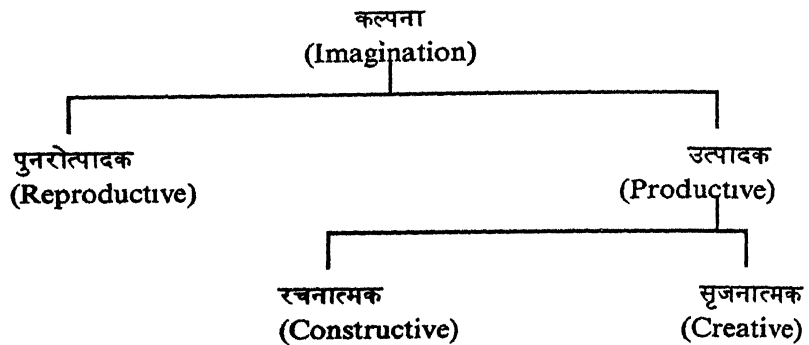 कल्पना
(Imagination)
पुनरोत्पादक
(Reproductive)
उत्पादक
(Productive)
रचनात्मक
(Constructive)
सृजनात्मक
(Creative)